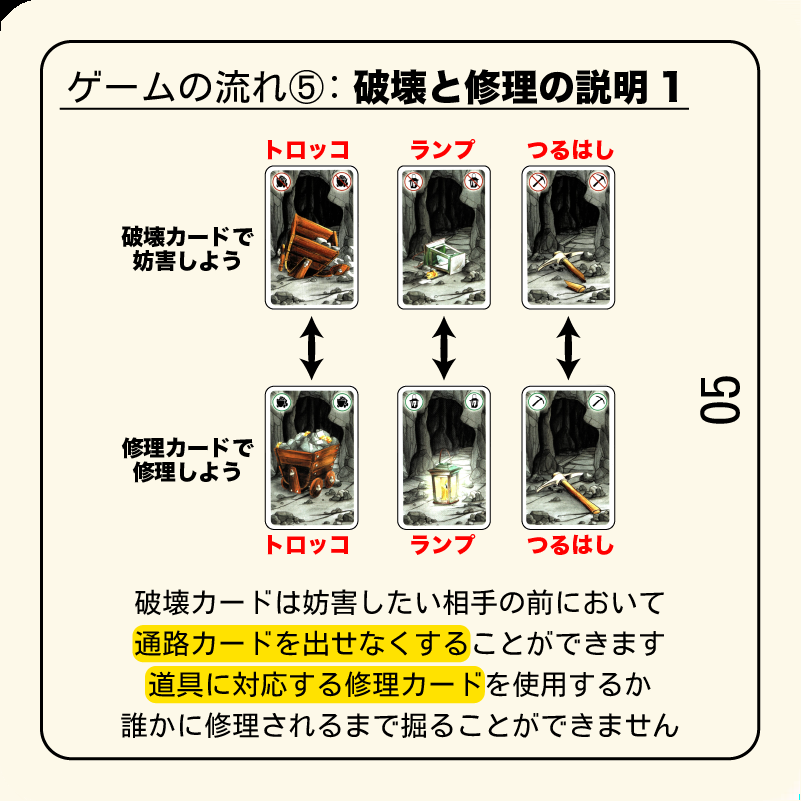 ゲームの流れ⑤: 破壊と修理の説明 1
トロッコ ランプ つるはし
破壊カードで
妨害しよう
05
修理カードで
修理しよう
トロッコ ランプ つるはし
破壊カードは妨害したい相手の前において
通路カードを出せなくすることができます
道具に対応する修理カードを使用するか
誰かに修理されるまで掘ることができません